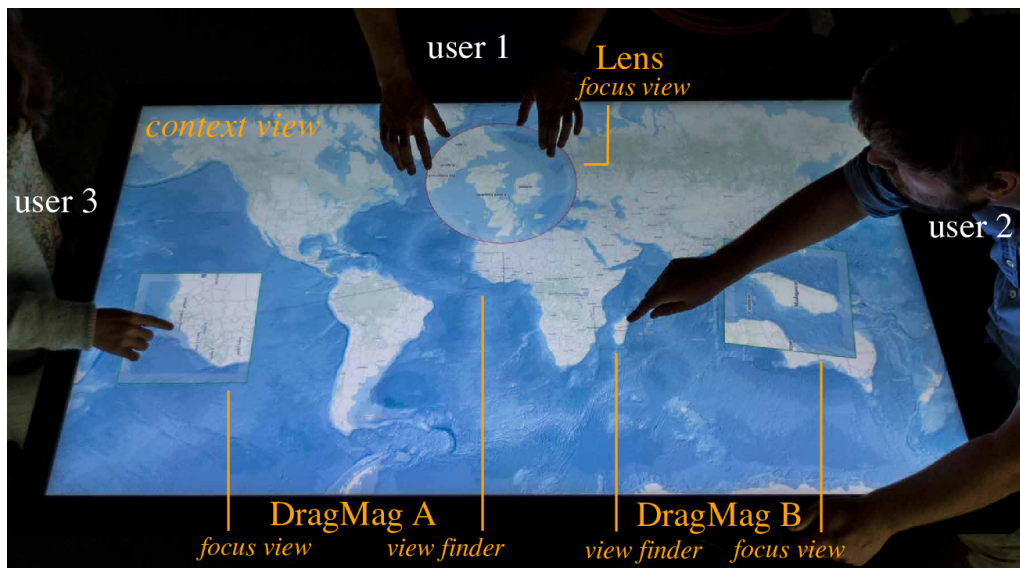 user 1
Lens
focus view
context view
user 3
user 2
DragMag A
DragMag B
focus view
view finder
view finder
focus view